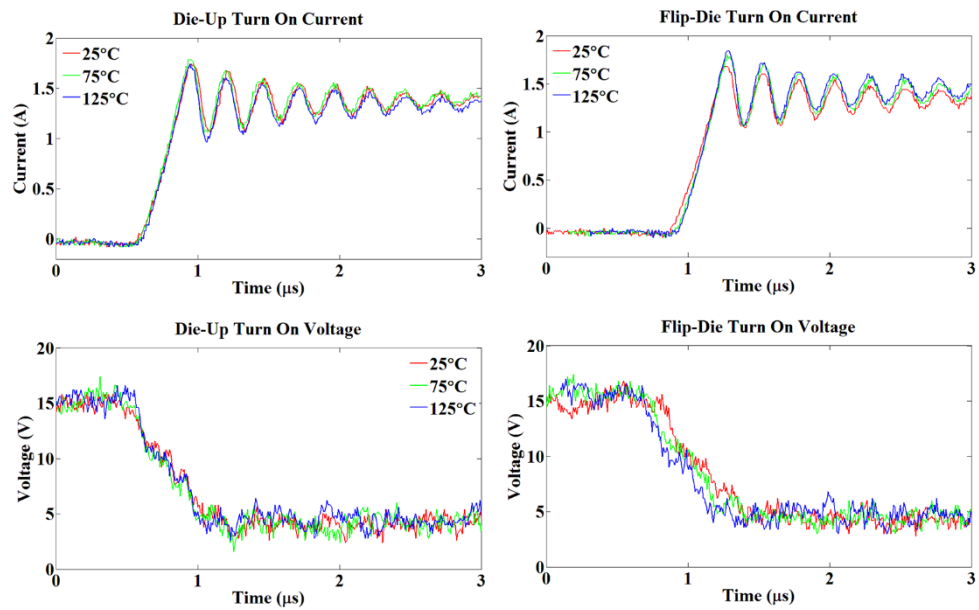 Die-Up Turn On Current
2
1.5
1
0.5
0
Current (A)
25°C
75°C
125°C
0 1 2 3
Time (µs)
Flip-Die Turn On Current
2
1.5
1
0.5
0
Current (A)
25°C
75°C
125°C
0 1 2 3
Time (µs)
Die-Up Turn On Voltage
20
15
10
5
0
Voltage (V)
25°C
75°C
125°C
0 1 2 3
Time (µs)
Flip-Die Turn On Voltage
20
15
10
5
0
Voltage (V)
0 1 2 3
Time (µs)